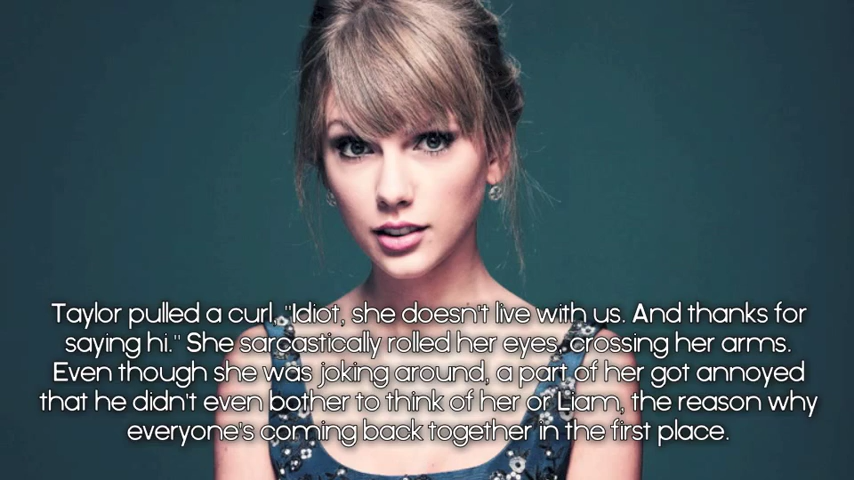 Taylor pulled a curl, "Idiot, she doesn't live with us. And thanks for
saying hi." She sarcastically rolled her eyes, crossing her arms.
Even though she was joking around, a part of her got annoyed
that he didn't even bother to think of her or Liam, the reason why
everyone's coming back together in the first place.